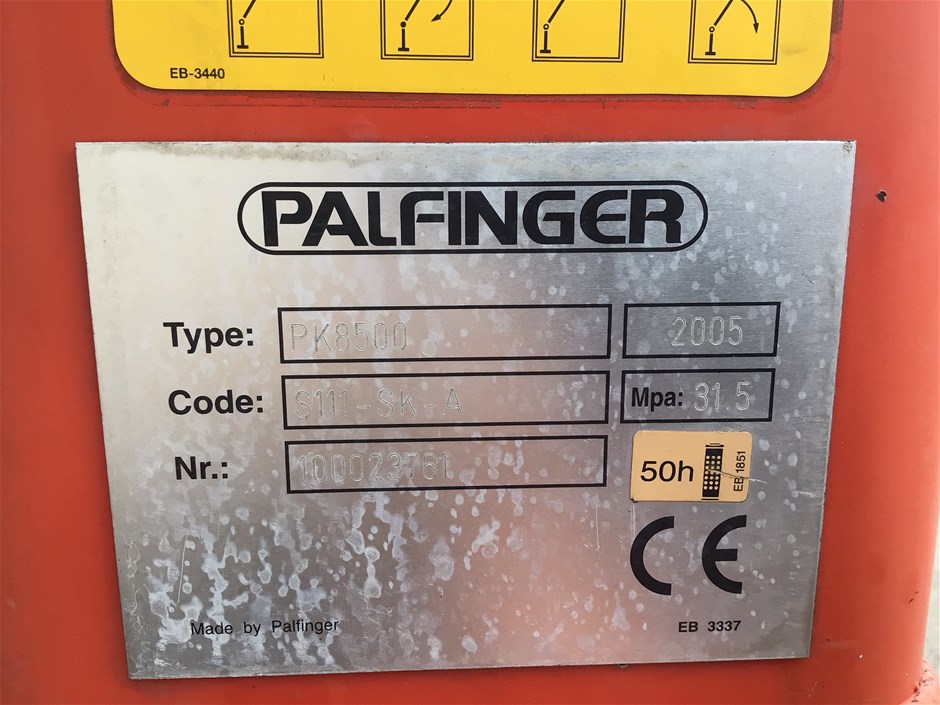 EB-3440
PALFINGER
Type: PK8500 2005
Code: S111-SK-A Mpa: 31.5
Nr.: 100023761
50h EB 1851
CE
Made by Palfinger EB 3337